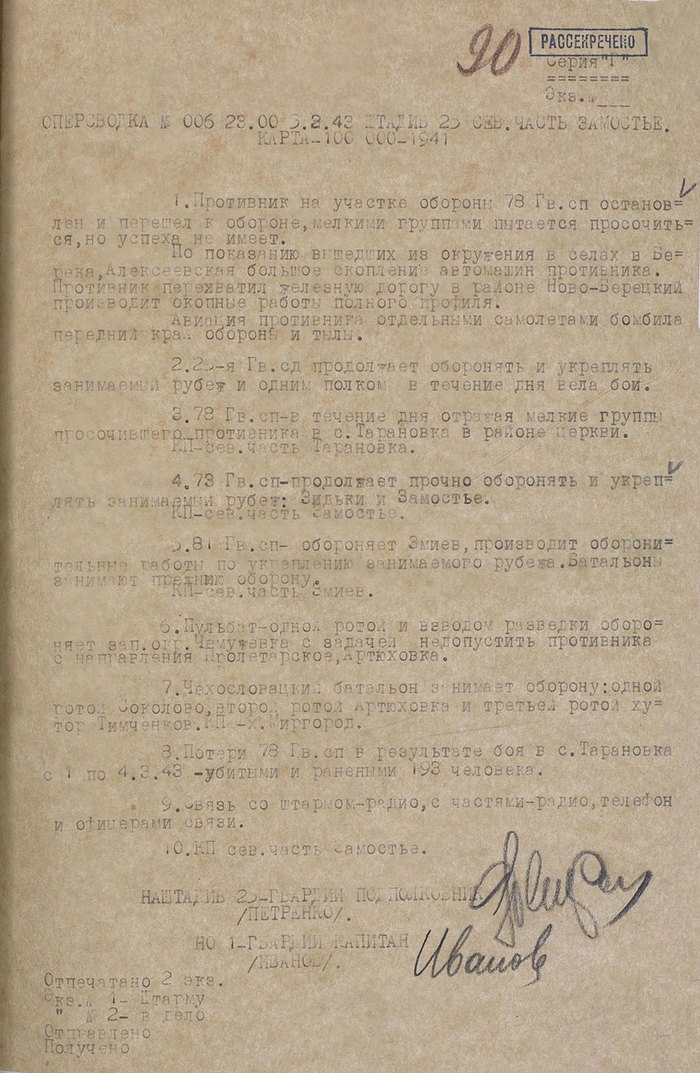 90
РАССЕКРЕЧЕНО
Серия "Г"
========
Экз.№___
ОПЕРСВОДКА № 006 23.00 5.3.43 ШТАДИВ 25 СЕВ.ЧАСТЬ ЗАМОСТЬЕ.
КАРТА-100 000-1941
1.Противник на участке обороны 78 Гв.сп останов=
лен и перешел к обороне,мелкими группами пытается просочить=
ся,но успеха не имеет.
По показанию вышедших из окружения в селах в Бе-
река,Алексеевская большое скопление автомашин противника.
Противник перехватил железную дорогу в районе Ново-Берецкий
производит окопные работы полного профиля.
Авиация противника отдельными самолетами бомбила
передний край обороны и тылы.
2.25-я Гв.сд продолжает оборонять и укреплять
занимаемый рубеж и одним полком в течение дня вела бои.
3.78 Гв.сп-в течение дня отражая мелкие группы
просочившего противника в с.Тарановка в районе церкви.
КП-сев.часть Тарановка.
4.73 Гв.сп-продолжает прочно оборонять и укреп=
лять занимаемый рубеж: Зидьки и Замостье.
КП-сев.часть Замостье.
5.81 Гв.сп- обороняет Змиев,производит оборони=
тельные работы по укреплению занимаемого рубежа.Батальоны
занимают прежнюю оборону.
КП-сев.часть Змиев.
6.Пульбат-одной ротой и взводом разведки оборо=
няет зап.окр.Чемужевка с задачей недопустить противника
с направления Пролетарское,Артюховка.
7.Чехословацкий батальон занимает оборону:одной
ротой Соколово,второй ротой Артюховка и третьей ротой ху=
тор Тимченков.КП -х.Миргород.
8.Потери 78 Гв.сп в результате боя в с.Тарановка
с 1 по 4.3.43 -убитыми и ранеными 193 человека.
9.Связь со штармом-радио,с частями-радио,телефон
и офицерами связи.
10.КП сев.часть Замостье.
НАШТАДИВ 25-ГВАРДИИ ПОДПОЛКОВНИК
/ПЕТРЕНКО/.
НО 1-ГВАРДИИ КАПИТАН
/ИВАНОВ/.
Иванов
Отпечатано 2 экз.
Экз.№ 1- Штарму
" № 2- в дело
Отправлено
Получено